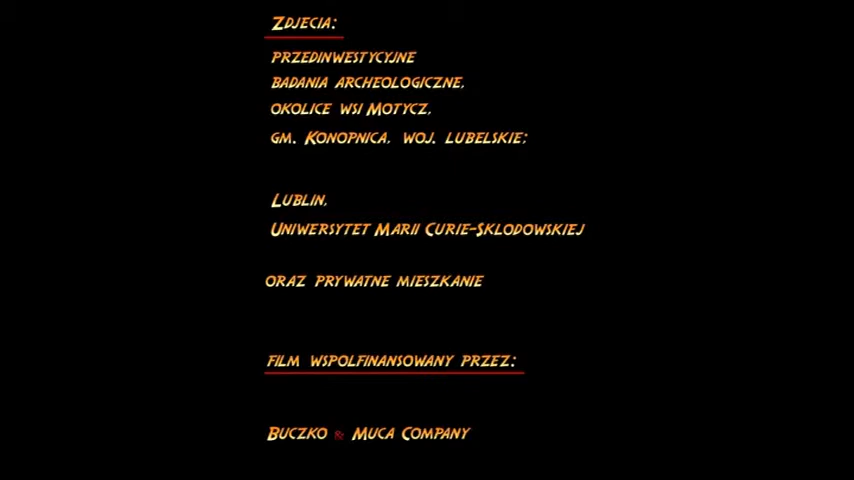 Zdjecia:
przedinwestycyjne
badania archeologiczne,
okolice wsi Motycz,
gm. Konopnica, woj. lubelskie;
Lublin,
Uniwersytet Marii Curie-Sklodowskiej
oraz prywatne mieszkanie
film wspolfinansowany przez:
Buczko & Muca Company